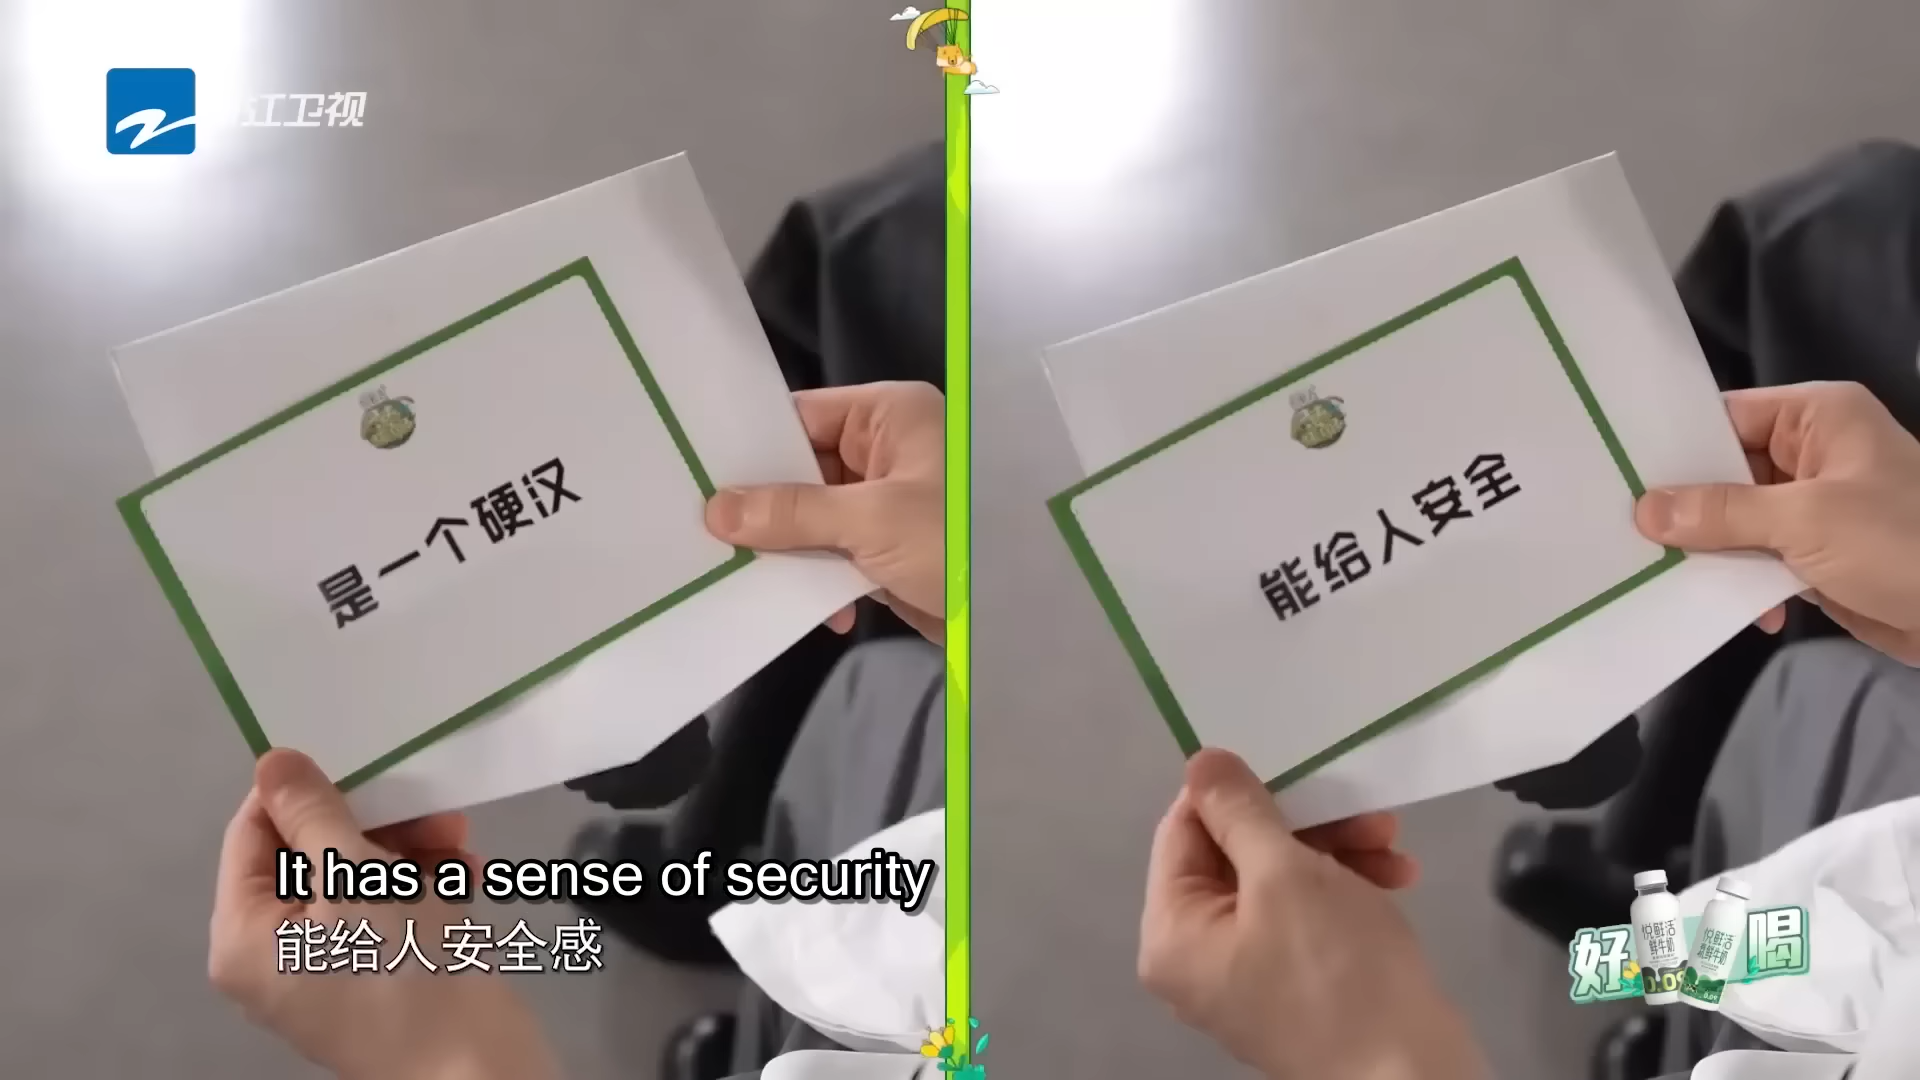 江卫视
是一个硬汉
能给人安全
It has a sense of security
能给人安全感
好喝
悦鲜活
鲜牛奶
悦鲜活
鲜牛奶
0.09